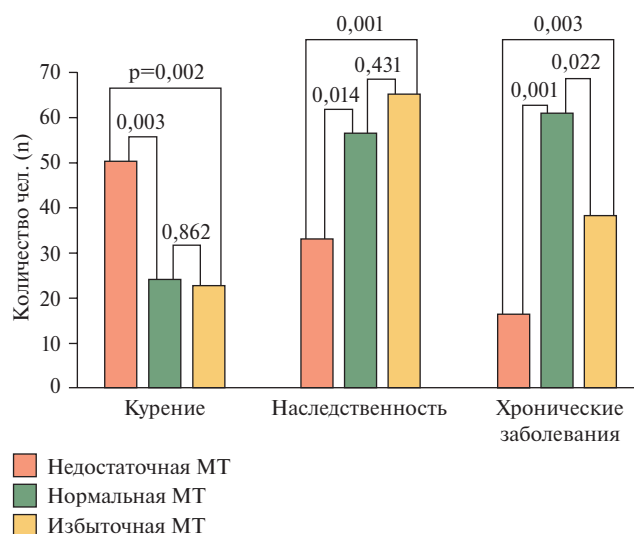 Количество чел. (n)
70
60
50
40
30
20
10
0
p=0,002
0,003
0,862
0,001
0,014
0,431
0,003
0,001
0,022
Курение
Наследственность
Хронические
заболевания
Недостаточная МТ
Нормальная МТ
Избыточная МТ